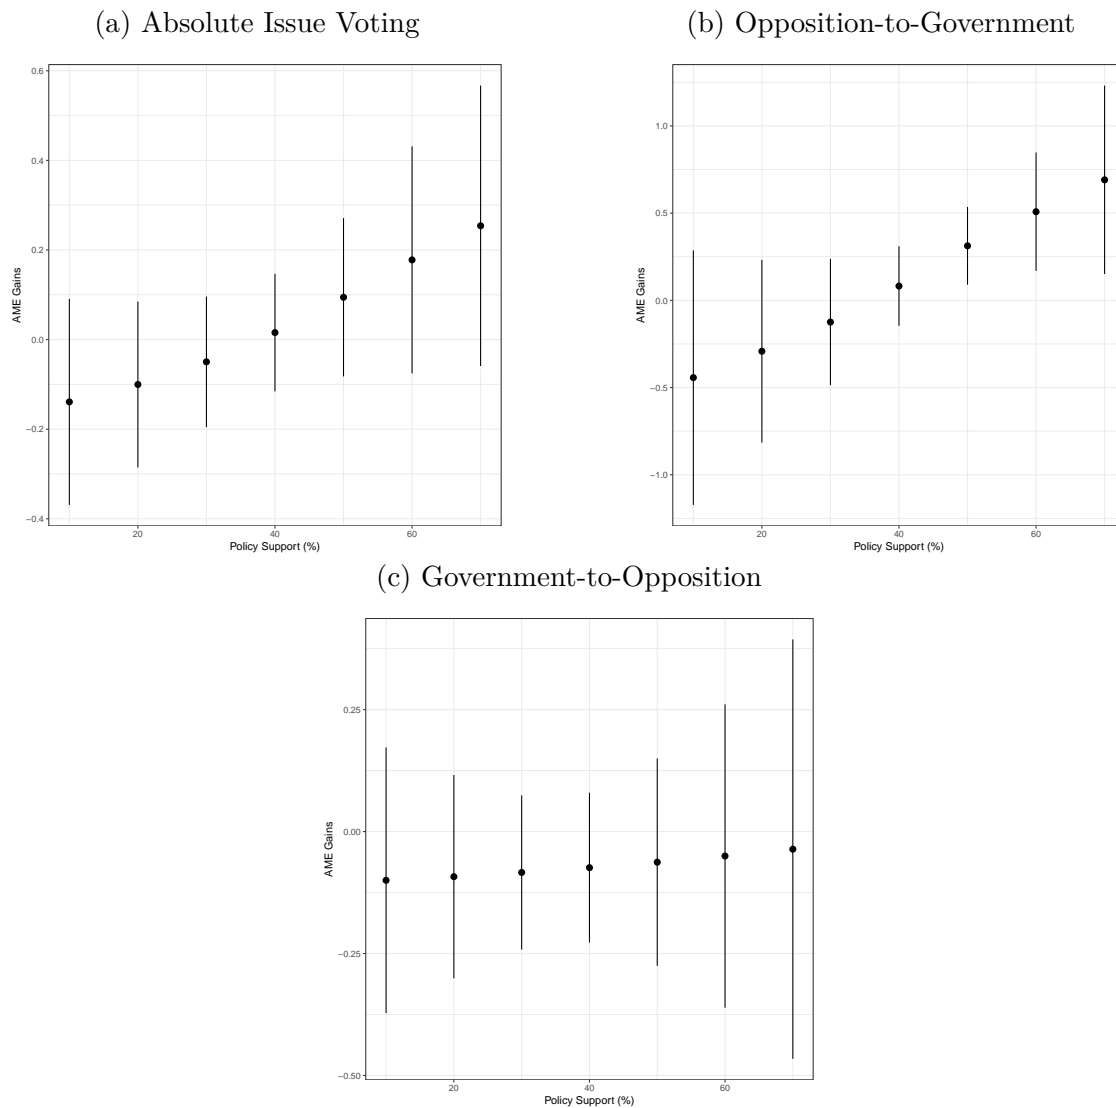 (a) Absolute Issue Voting
0.6
0.4
0.2
0.0
−0.2
−0.4
AME Gains
20 40 60
Policy Support (%)
(b) Opposition-to-Government
1.0
0.5
0.0
−0.5
−1.0
AME Gains
20 40 60
Policy Support (%)
(c) Government-to-Opposition
0.25
0.00
−0.25
−0.50
AME Gains
20 40 60
Policy Support (%)